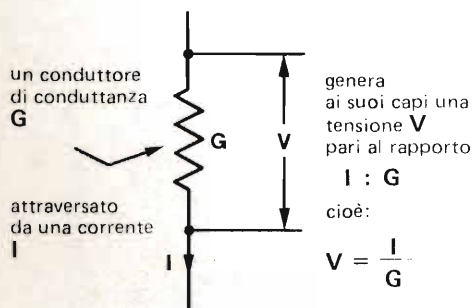 un conduttore
di conduttanza
G
attraversato
da una corrente
I
G
I
V
genera
ai suoi capi una
tensione V
pari al rapporto
I : G
cioè:
V = I
G